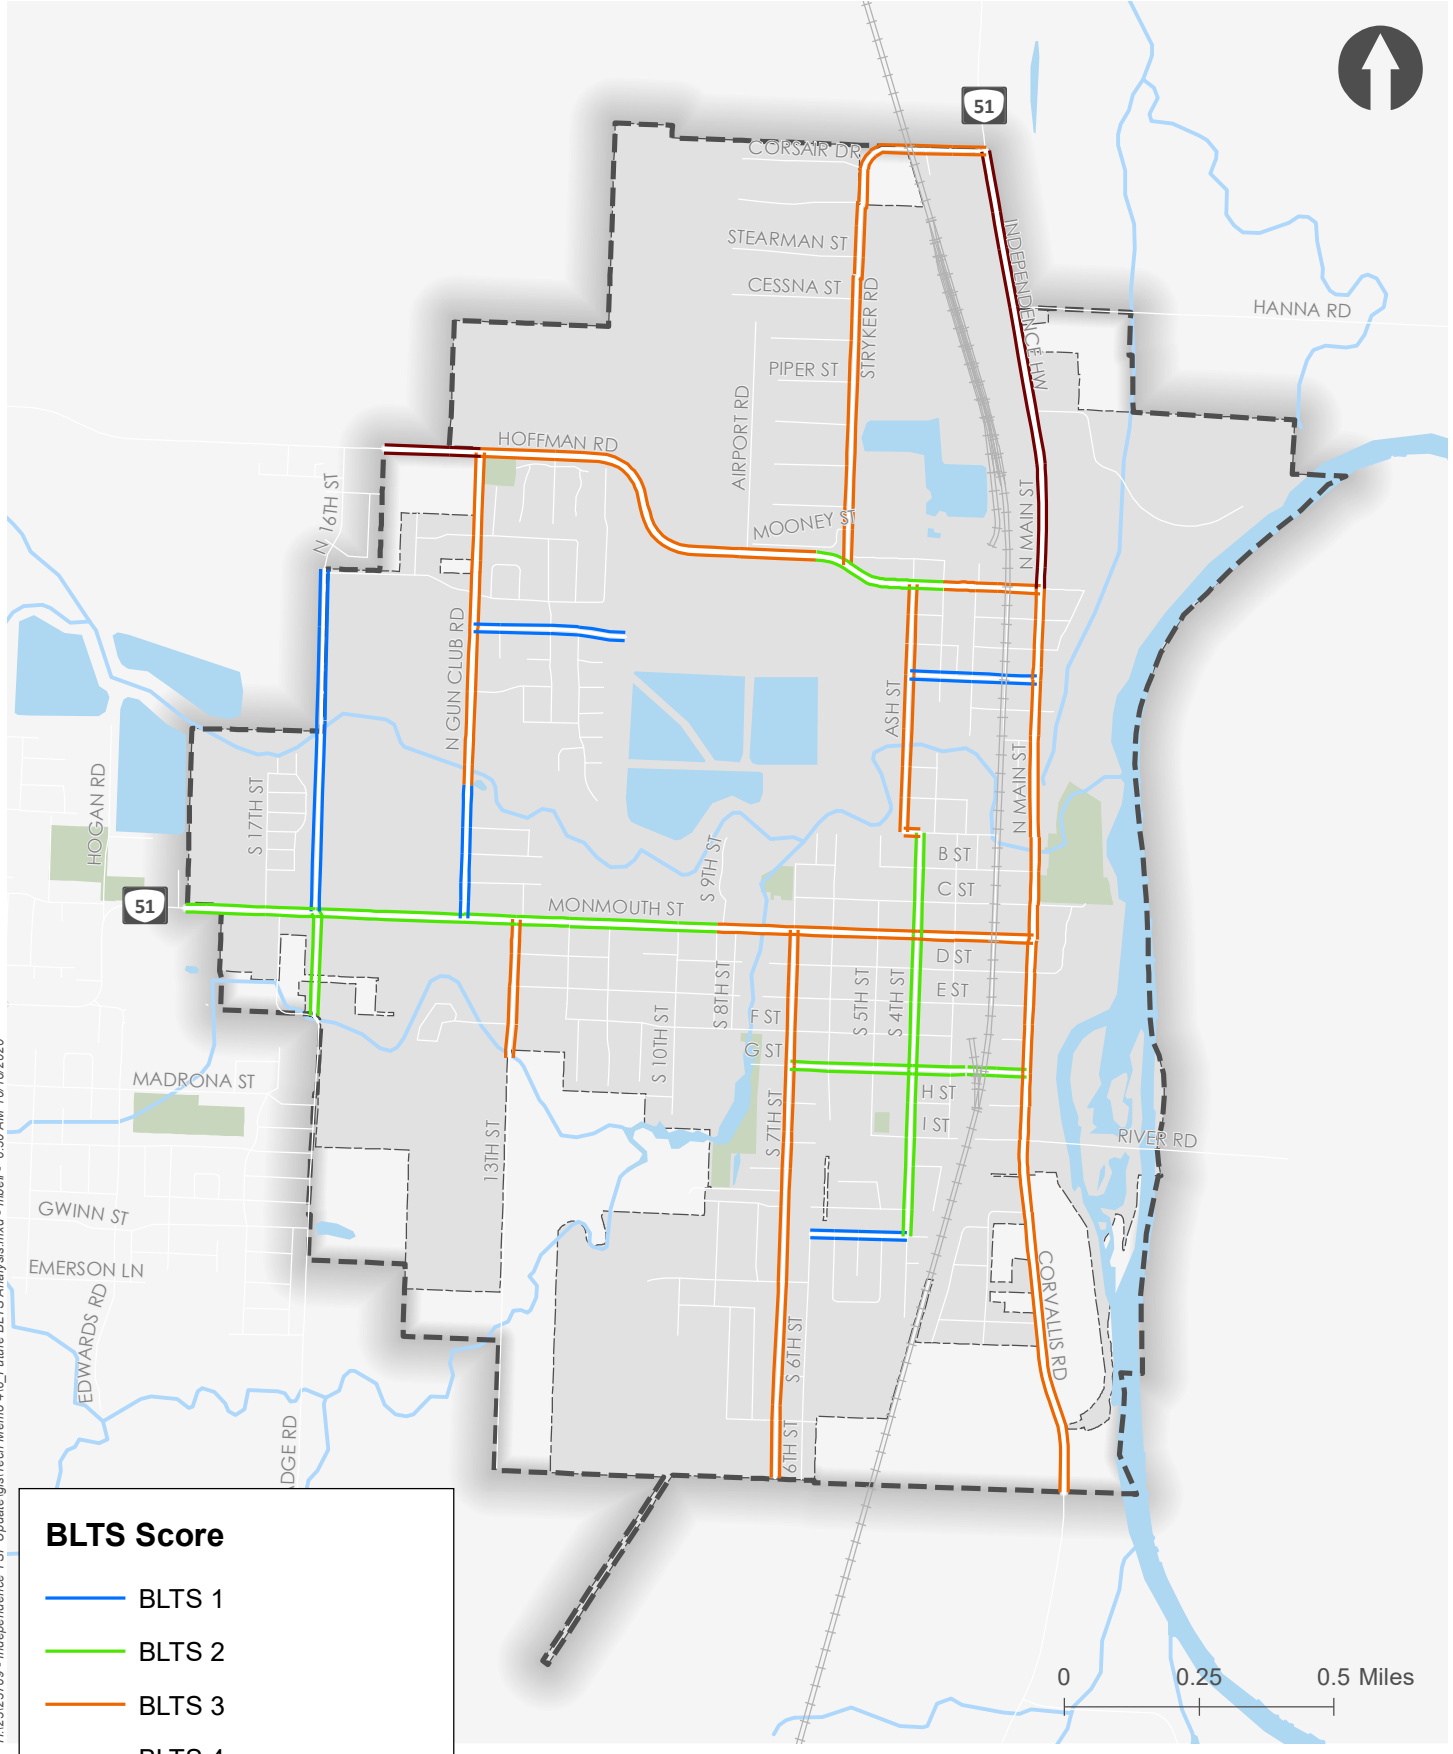 51
CORSAIR DR
STEARMAN ST
CESSNA ST
STRYKER RD
INDEPENDENCE HW
HANNA RD
PIPER ST
AIRPORT RD
HOFFMAN RD
N 16TH ST
MOONEY ST
N MAIN ST
N GUN CLUB RD
ASH ST
N MAIN ST
HOGAN RD
S 17TH ST
S 9TH ST
B ST
C ST
51
MONMOUTH ST
D ST
E ST
S 8TH ST
S 5TH ST
S 4TH ST
F ST
S 10TH ST
G ST
MADRONA ST
H ST
I ST
S 7TH ST
13TH ST
RIVER RD
GWINN ST
EMERSON LN
EDWARDS RD
CORVALLIS RD
S 6TH ST
6TH ST
ADGE RD
BLTS Score
BLTS 1
BLTS 2
BLTS 3
0 0.25 0.5 Miles